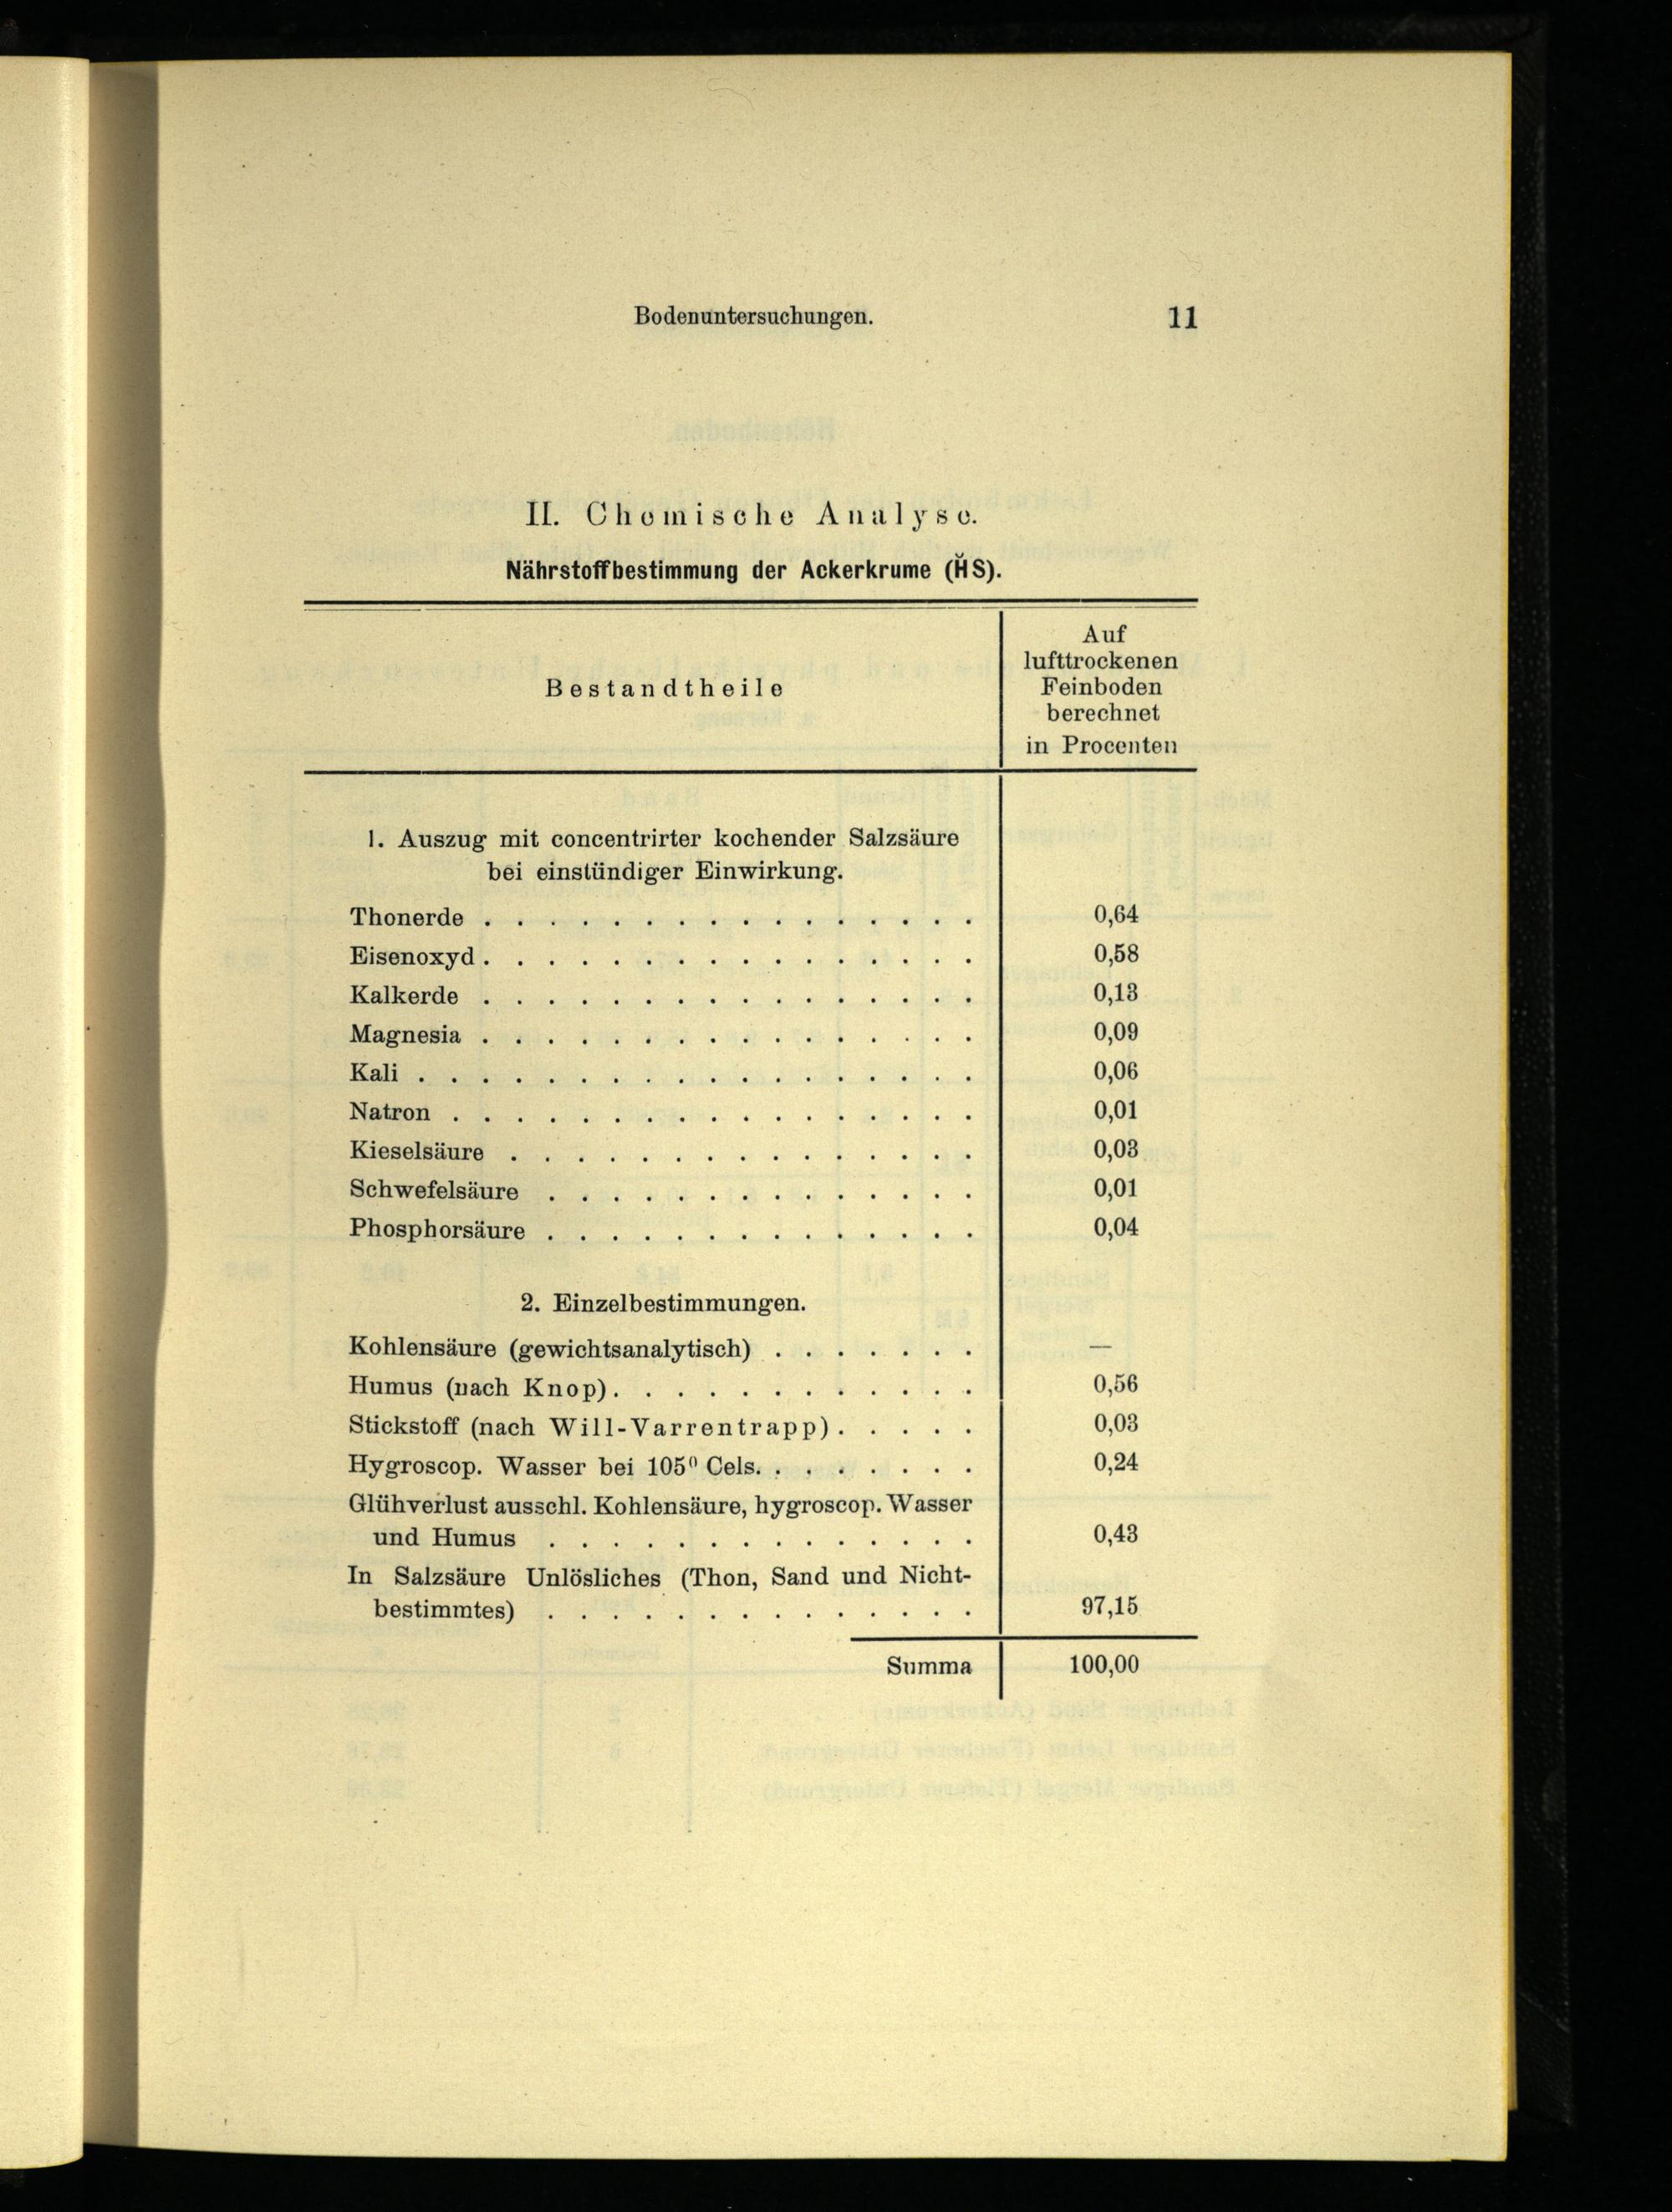 Bodenuntersuchungen. 11
II. Chemische Analyse.
Nährstoffbestimmung der Ackerkrume (H̆S).
Bestandtheile
Auf
lufttrockenen
Feinboden
berechnet
in Procenten
1. Auszug mit concentrirter kochender Salzsäure
bei einstündiger Einwirkung.
Thonerde . . . . . . . . . . . . . . . . 0,64
Eisenoxyd . . . . . . . . . . . . . . . . 0,58
Kalkerde . . . . . . . . . . . . . . . . 0,13
Magnesia . . . . . . . . . . . . . . . . 0,09
Kali . . . . . . . . . . . . . . . . . . 0,06
Natron . . . . . . . . . . . . . . . . . 0,01
Kieselsäure . . . . . . . . . . . . . . . 0,03
Schwefelsäure . . . . . . . . . . . . . . 0,01
Phosphorsäure . . . . . . . . . . . . . . 0,04
2. Einzelbestimmungen.
Kohlensäure (gewichtsanalytisch) . . . . . . . —
Humus (nach Knop) . . . . . . . . . . . . 0,56
Stickstoff (nach Will-Varrentrapp) . . . . . 0,03
Hygroscop. Wasser bei 105⁰ Cels. . . . . . . . 0,24
Glühverlust ausschl. Kohlensäure, hygroscop. Wasser
und Humus . . . . . . . . . . . . . . 0,43
In Salzsäure Unlösliches (Thon, Sand und Nicht-
bestimmtes) . . . . . . . . . . . . . . 97,15
Summa 100,00